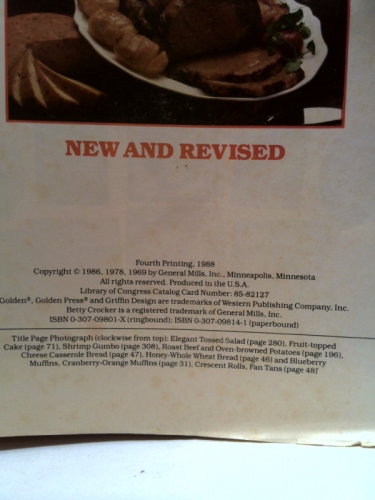 NEW AND REVISED
Fourth Printing, 1988
Copyright © 1986, 1978, 1969 by General Mills, Inc., Minneapolis, Minnesota
All rights reserved. Produced in the U.S.A.
Library of Congress Catalog Card Number: 85-82127
Golden®, Golden Press® and Griffin Design are trademarks of Western Publishing Company, Inc.
Betty Crocker is a registered trademark of General Mills, Inc.
ISBN 0-307-09801-X (ringbound); ISBN 0-307-09814-1 (paperbound)
Title Page Photograph (clockwise from top): Elegant Tossed Salad (page 280), Fruit-topped
Cake (page 71), Shrimp Gumbo (page 308), Roast Beef and Oven-browned Potatoes (page 196),
Cheese Casserole Bread (page 47), Honey-Whole Wheat Bread (page 46) and Blueberry
Muffins, Cranberry-Orange Muffins (page 31), Crescent Rolls, Fan Tans (page 48)